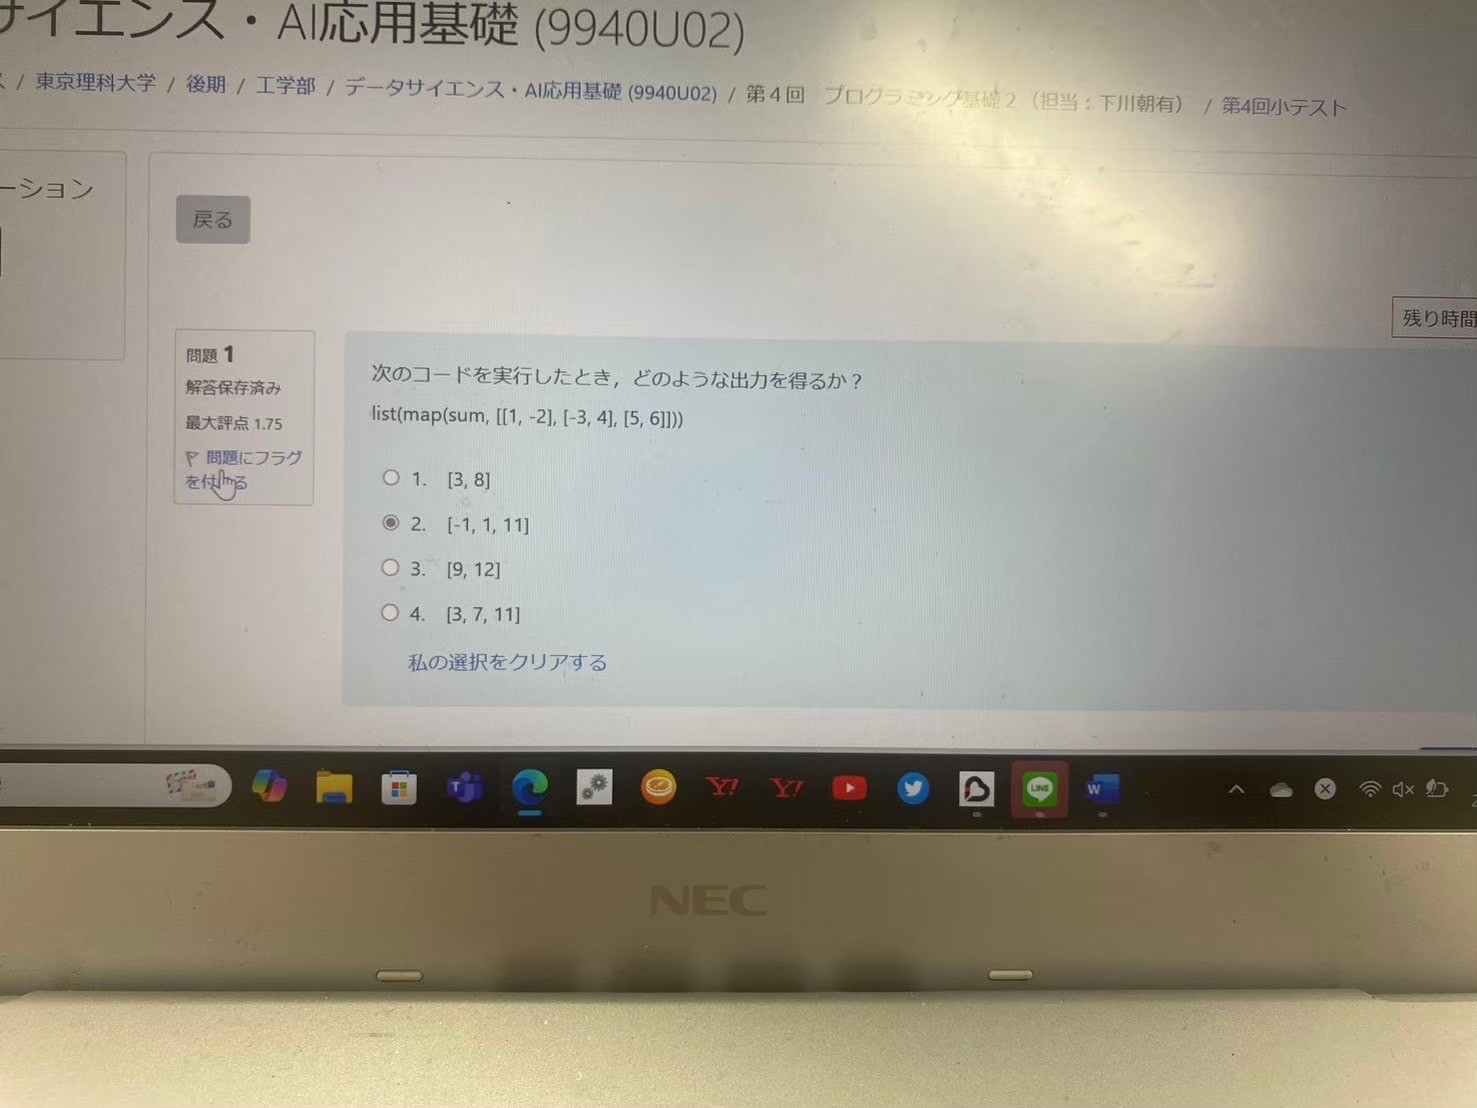 サイエンス・AI応用基礎 (9940U02)
/ 東京理科大学 / 後期 / 工学部 / データサイエンス・AI応用基礎 (9940U02) / 第4回 プログラミング基礎2（担当：下川朝有） / 第4回小テスト
ーション
戻る
残り時間
問題 1
解答保存済み
最大評点 1.75
問題にフラグ
を付ける
次のコードを実行したとき，どのような出力を得るか？
list(map(sum, [[1, -2], [-3, 4], [5, 6]]))
1. [3, 8]
2. [-1, 1, 11]
3. [9, 12]
4. [3, 7, 11]
私の選択をクリアする
Y! Y! LINE W
NEC